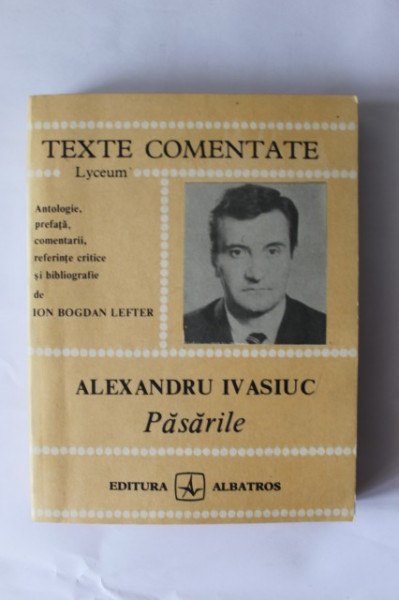 TEXTE COMENTATE
Lyceum
Antologie,
prefață,
comentarii,
referințe critice
și bibliografie
de
ION BOGDAN LEFTER
ALEXANDRU IVASIUC
Păsările
EDITURA ALBATROS